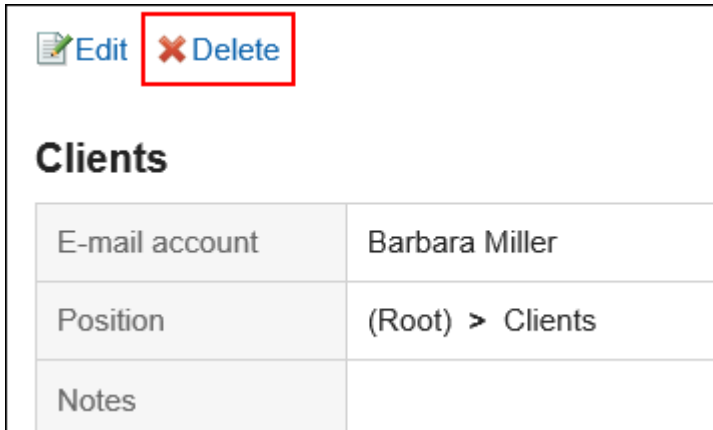 Edit Delete
Clients
E-mail account Barbara Miller
Position (Root) > Clients
Notes